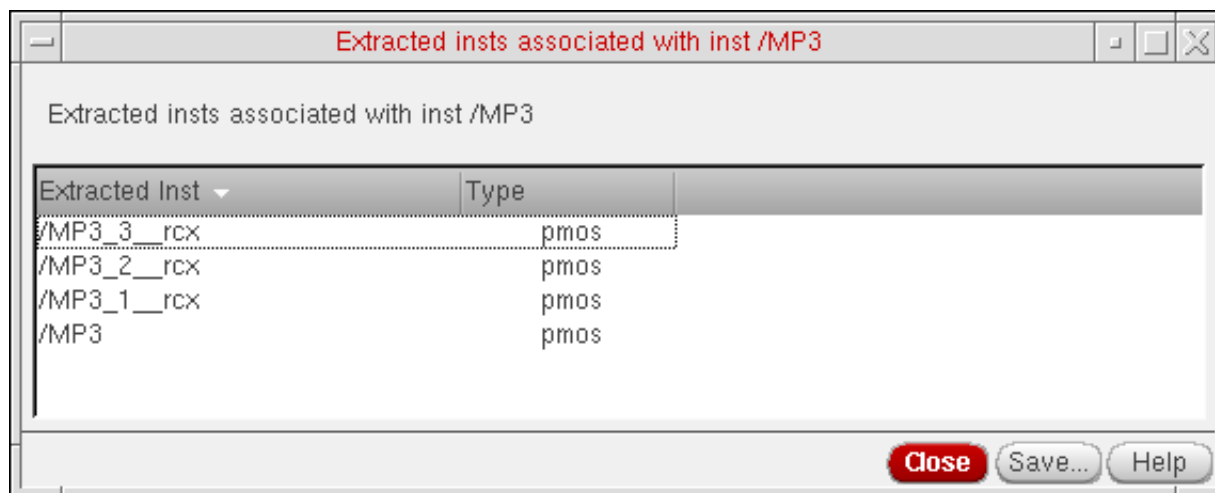 Extracted insts associated with inst /MP3
Extracted insts associated with inst /MP3
Extracted Inst Type
/MP3_3__rcx pmos
/MP3_2__rcx pmos
/MP3_1__rcx pmos
/MP3 pmos
Close Save... Help